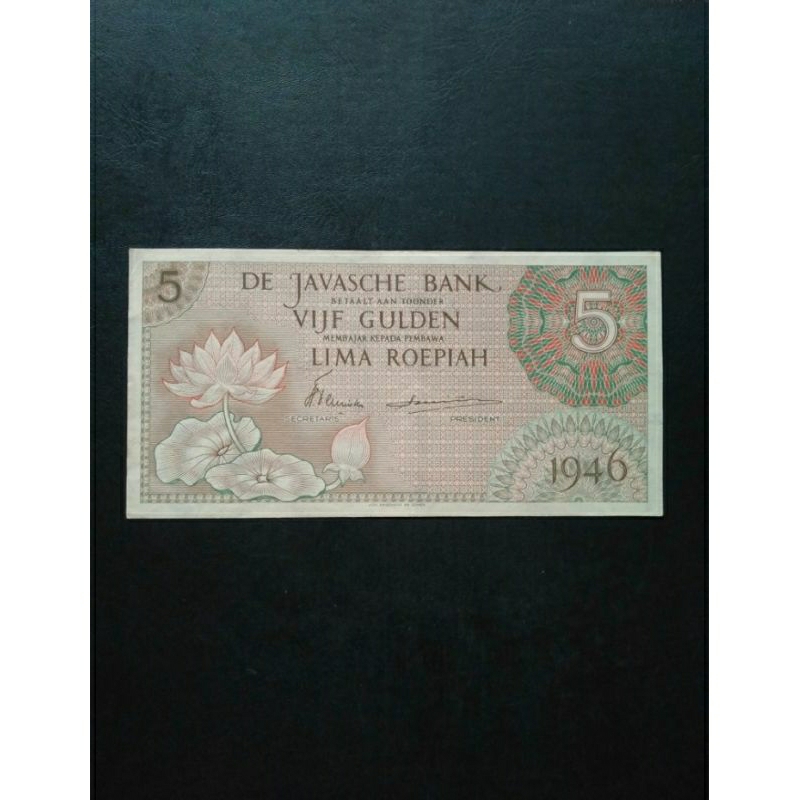 5
DE JAVASCHE BANK
BETAALT AAN TOONDER
VIJF GULDEN
MEMBAJAR KEPADA PEMBAWA
LIMA ROEPIAH
5
SECRETARIS
PRESIDENT
1946